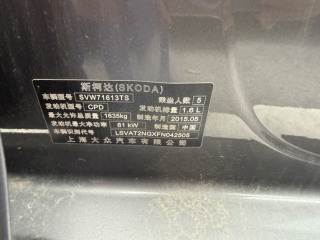 斯柯达(SKODA)
车辆型号 SVW71613TS 乘坐人数 5
发动机型号 CPD 发动机排量 1.6 L
最大允许总质量 1635kg 制造年月 2015.05
发动机最大净功率 81 kW 制造国 中国
车辆识别代号 LSVAT2NGXFN042505
上海大众汽车有限公司